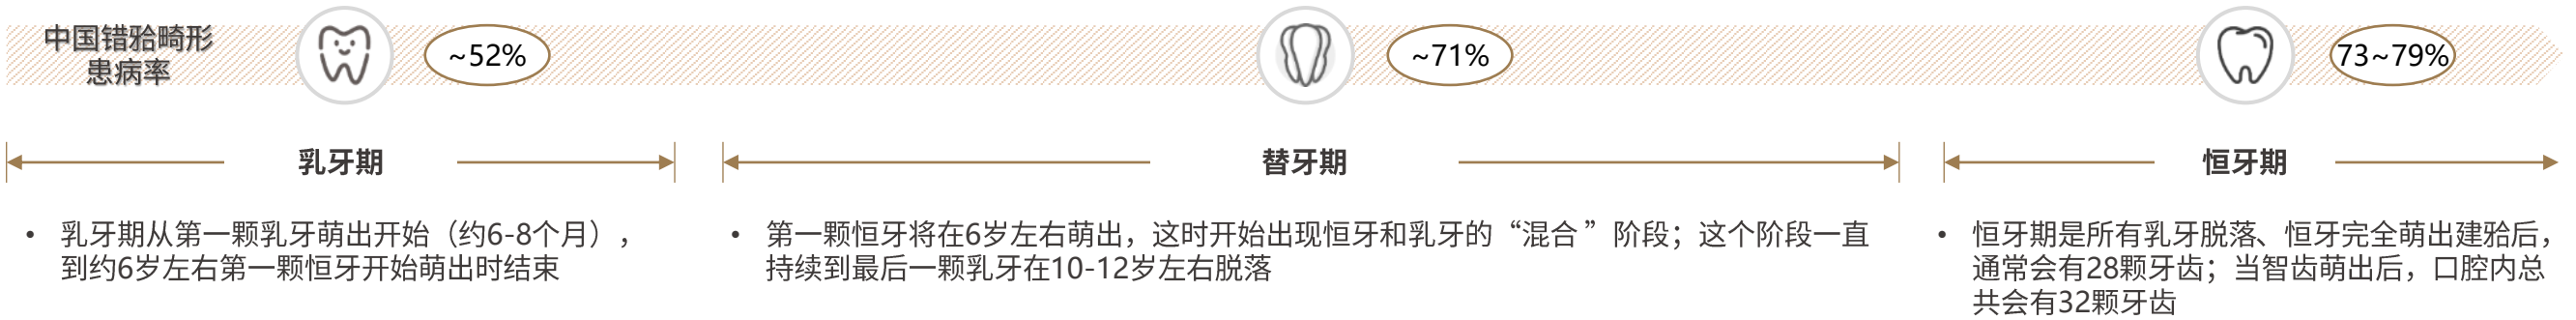 中国错𬌗畸形
患病率
~52%
~71%
73~79%
乳牙期
替牙期
恒牙期
• 乳牙期从第一颗乳牙萌出开始（约6-8个月），
到约6岁左右第一颗恒牙开始萌出时结束
• 第一颗恒牙将在6岁左右萌出，这时开始出现恒牙和乳牙的“混合”阶段；这个阶段一直
持续到最后一颗乳牙在10-12岁左右脱落
• 恒牙期是所有乳牙脱落、恒牙完全萌出建𬌗后，
通常会有28颗牙齿；当智齿萌出后，口腔内总
共会有32颗牙齿